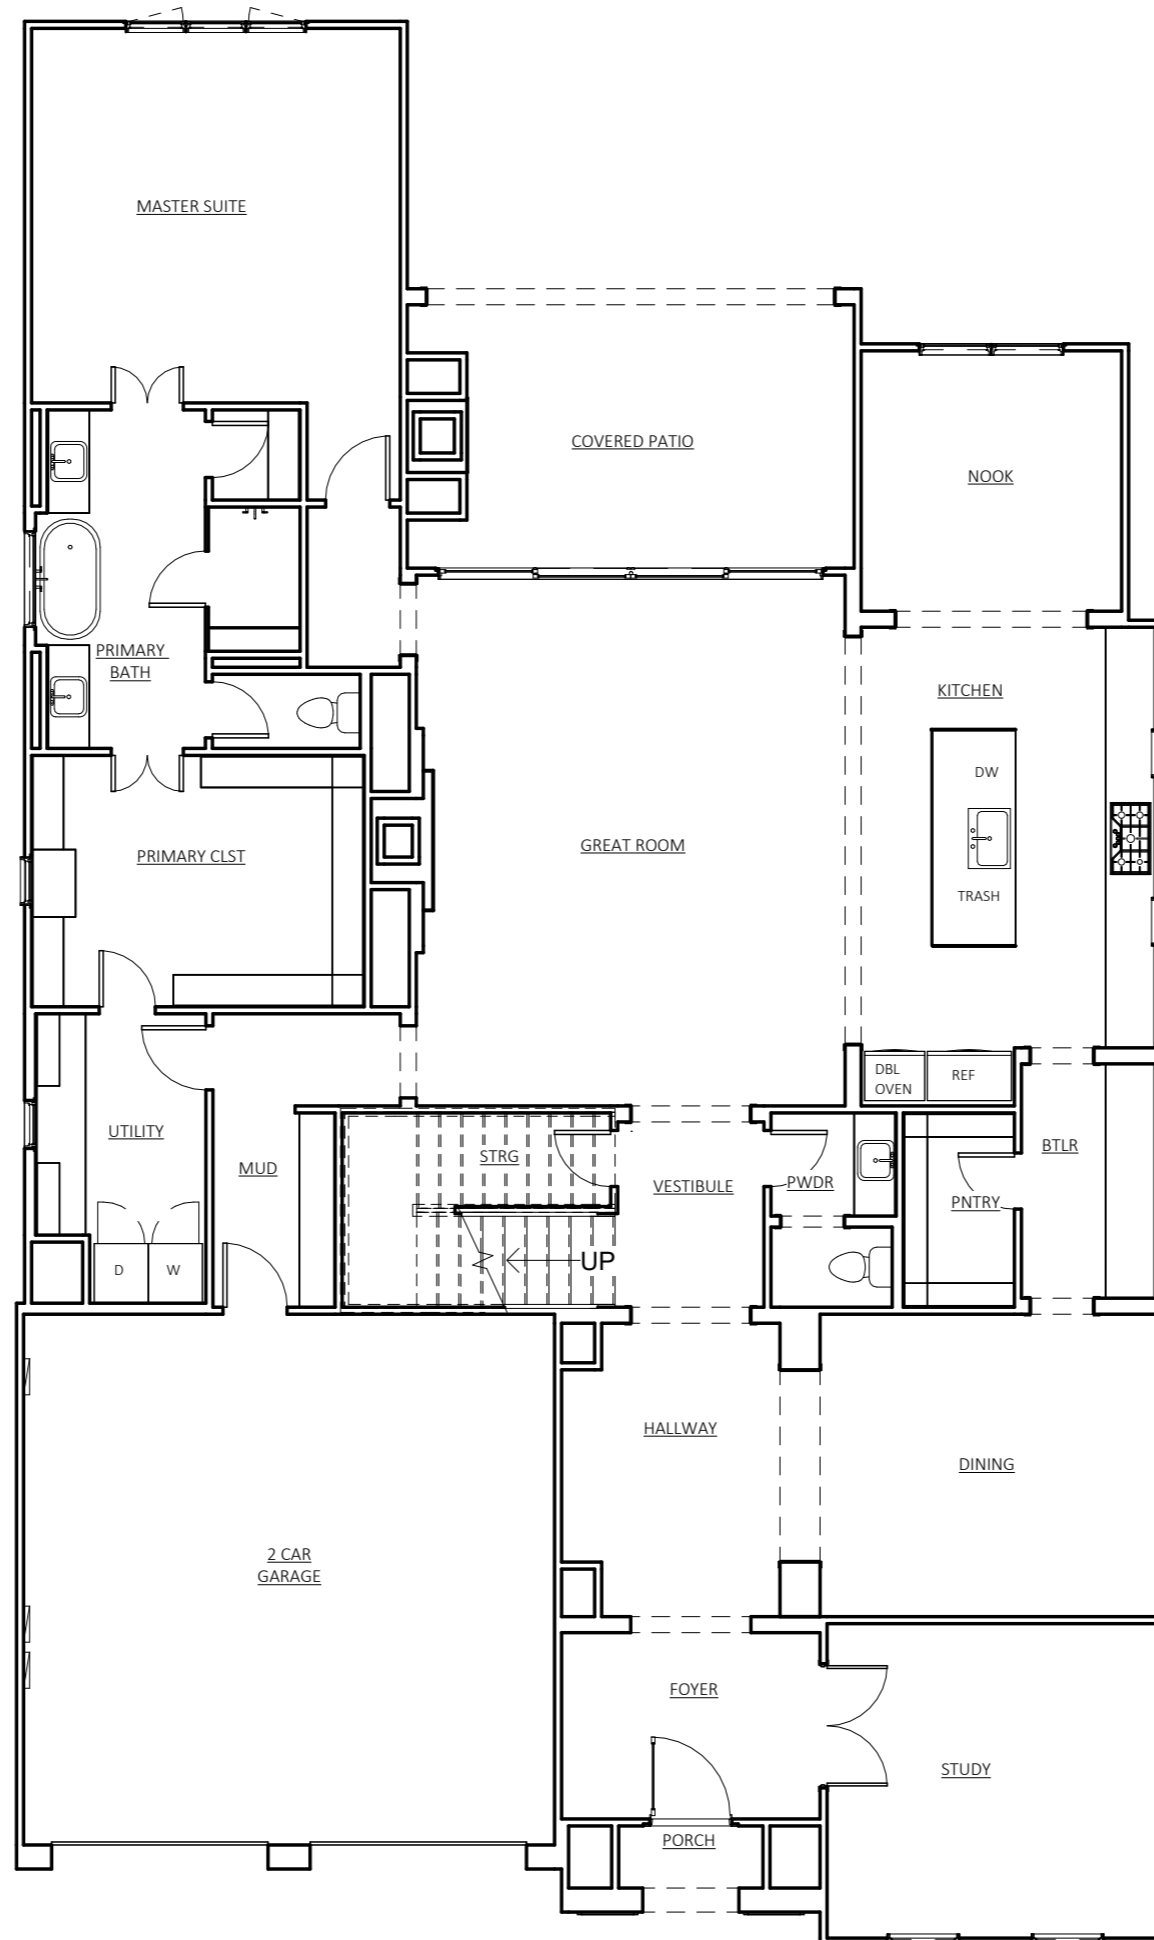 MASTER SUITE
COVERED PATIO
NOOK
PRIMARY
BATH
KITCHEN
DW
TRASH
GREAT ROOM
PRIMARY CLST
DBL
OVEN
REF
UTILITY
MUD
STRG
VESTIBULE
PWDR
BTLR
PNTRY
UP
D
W
HALLWAY
DINING
2 CAR
GARAGE
FOYER
STUDY
PORCH